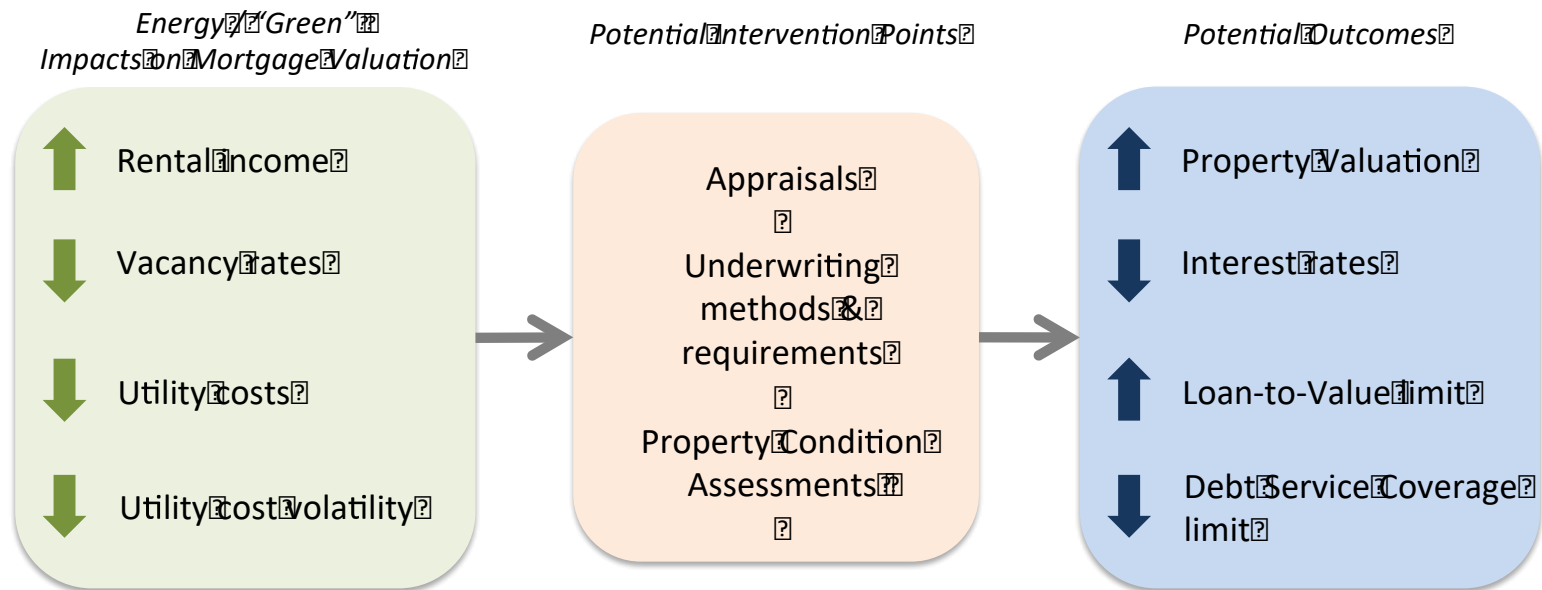 Energy / “Green”
Impacts on Mortgage Valuation
Rental income
Vacancy rates
Utility costs
Utility cost volatility
Potential Intervention Points
Appraisals
Underwriting
methods &
requirements
Property Condition
Assessments
Potential Outcomes
Property Valuation
Interest rates
Loan-to-Value limit
Debt Service Coverage
limit